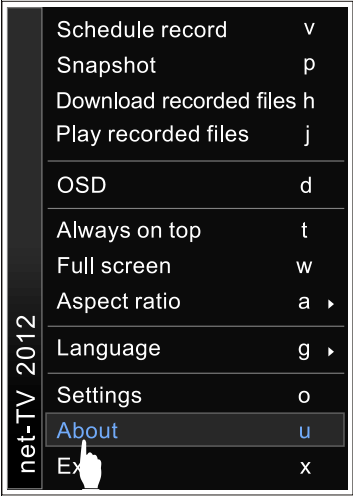 Schedule record v
Snapshot p
Download recorded files h
Play recorded files j
OSD d
Always on top t
Full screen w
Aspect ratio a
Language g
Settings o
About u
x
net-TV 2012